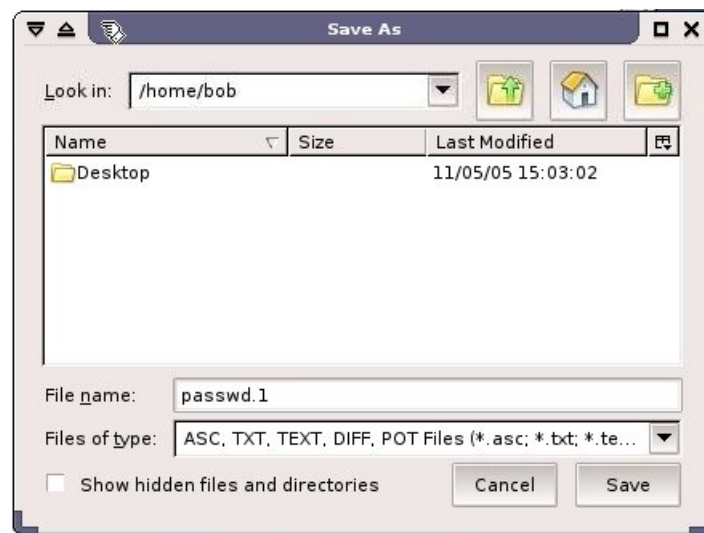 Save As
Look in: /home/bob
Name Size Last Modified
Desktop 11/05/05 15:03:02
File name: passwd.1
Files of type: ASC, TXT, TEXT, DIFF, POT Files (*.asc; *.txt; *.te...
Show hidden files and directories Cancel Save